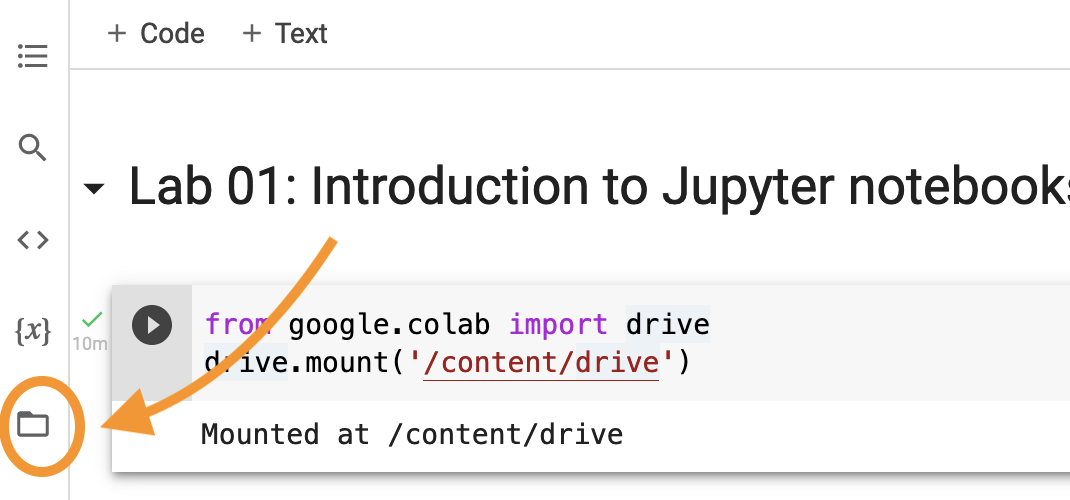 + Code + Text
Lab 01: Introduction to Jupyter notebooks
{x}
10m
from google.colab import drive
drive.mount('/content/drive')
Mounted at /content/drive